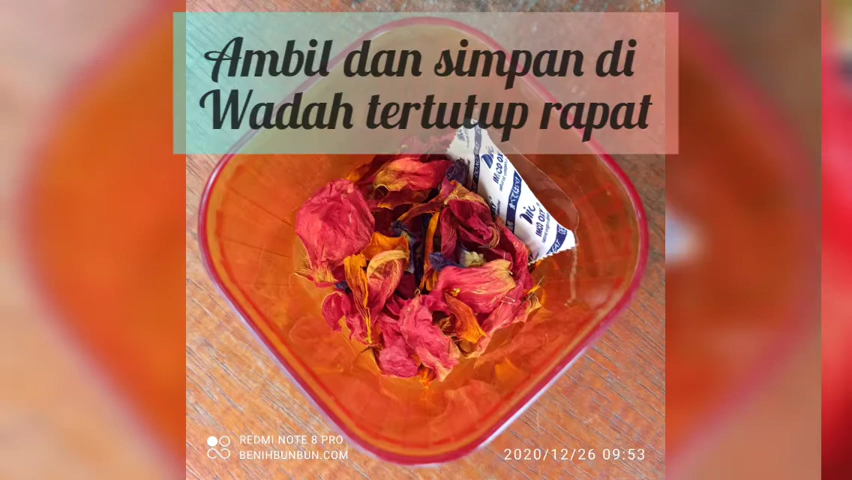 Ambil dan simpan di
Wadah tertutup rapat
REDMI NOTE 8 PRO
BENIHBUNBUN.COM
2020/12/26 09:53